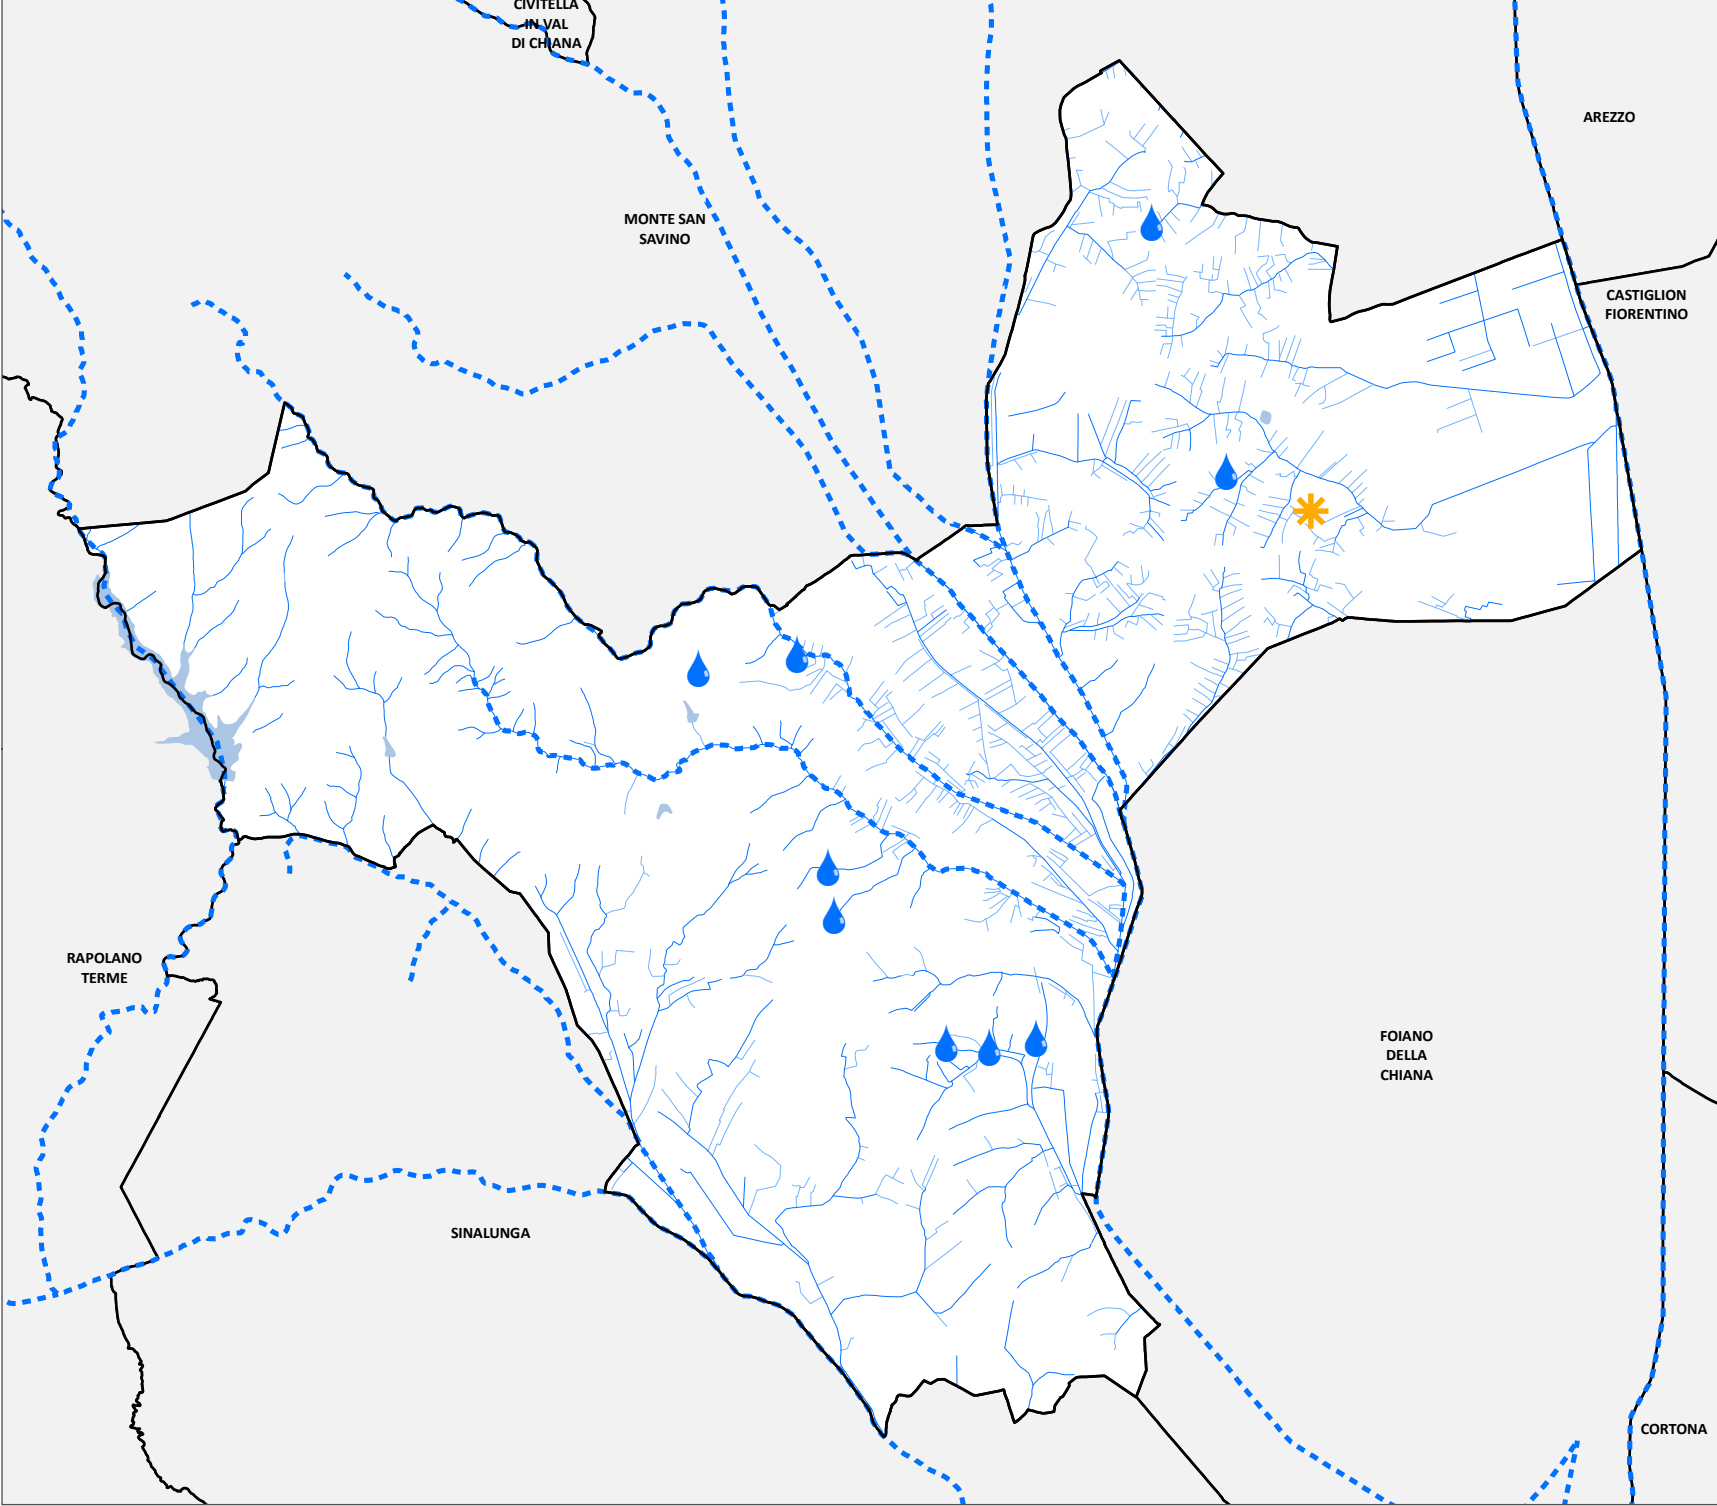 CIVITELLA
IN VAL
DI CHIANA
AREZZO
MONTE SAN
SAVINO
CASTIGLION
FIORENTINO
RAPOLANO
TERME
FOIANO
DELLA
CHIANA
SINALUNGA
CORTONA